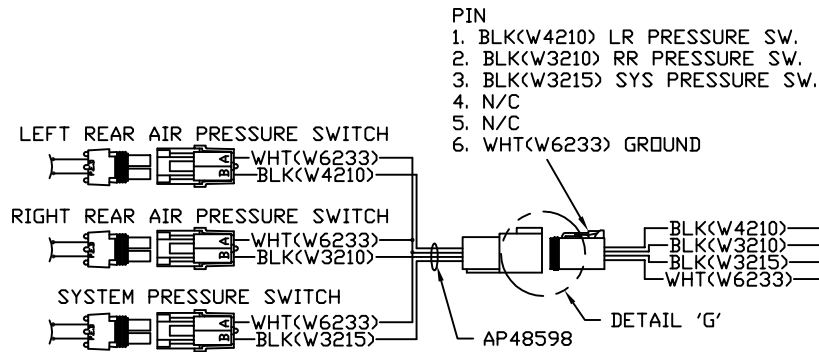 PIN
1. BLK(W4210) LR PRESSURE SW.
2. BLK(W3210) RR PRESSURE SW.
3. BLK(W3215) SYS PRESSURE SW.
4. N/C
5. N/C
6. WHT(W6233) GROUND
LEFT REAR AIR PRESSURE SWITCH
A WHT(W6233)
B BLK(W4210)
RIGHT REAR AIR PRESSURE SWITCH
A WHT(W6233)
B BLK(W3210)
SYSTEM PRESSURE SWITCH
A WHT(W6233)
B BLK(W3215)
BLK(W4210)
BLK(W3210)
BLK(W3215)
WHT(W6233)
AP48598
DETAIL 'G'